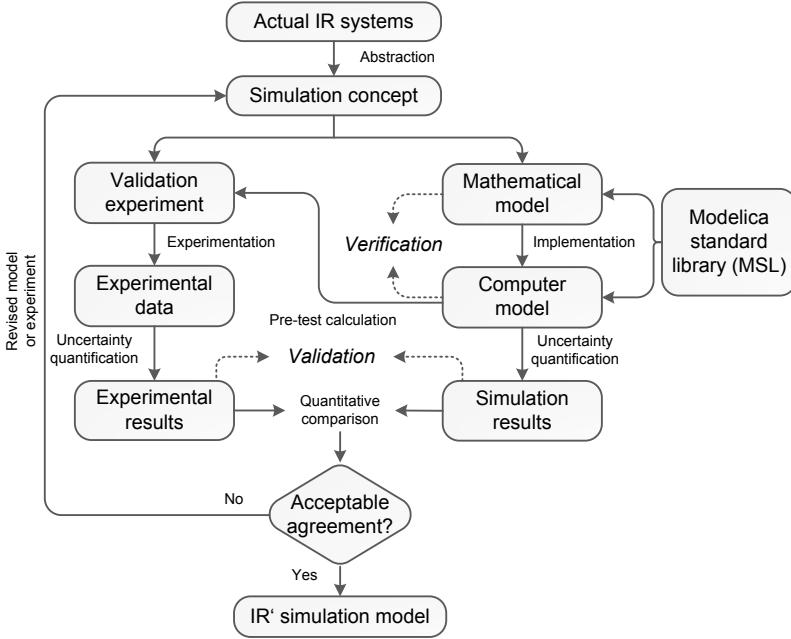 Actual IR systems
Abstraction
Simulation concept
Validation
experiment
Mathematical
model
Modelica
standard
library (MSL)
Experimentation
Verification
Implementation
Experimental
data
Computer
model
Revised model
or experiment
Pre-test calculation
Uncertainty
quantification
Validation
Uncertainty
quantification
Experimental
results
Quantitative
comparison
Simulation
results
No
Acceptable
agreement?
Yes
IR‘ simulation model